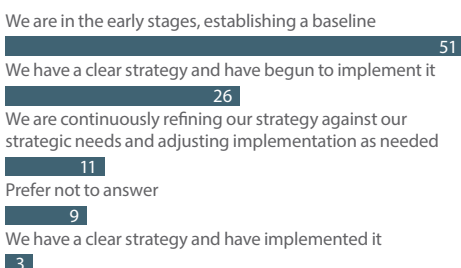 We are in the early stages, establishing a baseline
51
We have a clear strategy and have begun to implement it
26
We are continuously refining our strategy against our
strategic needs and adjusting implementation as needed
11
Prefer not to answer
9
We have a clear strategy and have implemented it
3